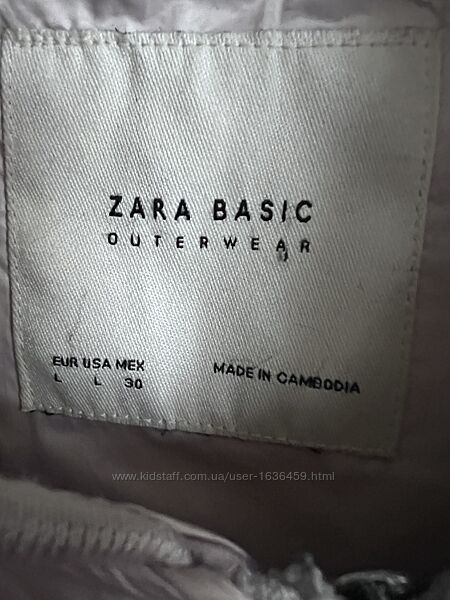 ZARA BASIC
OUTERWEAR
EUR USA MEX
L L 30
MADE IN CAMBODIA
www.kidstaff.com.ua/user-1636459.html